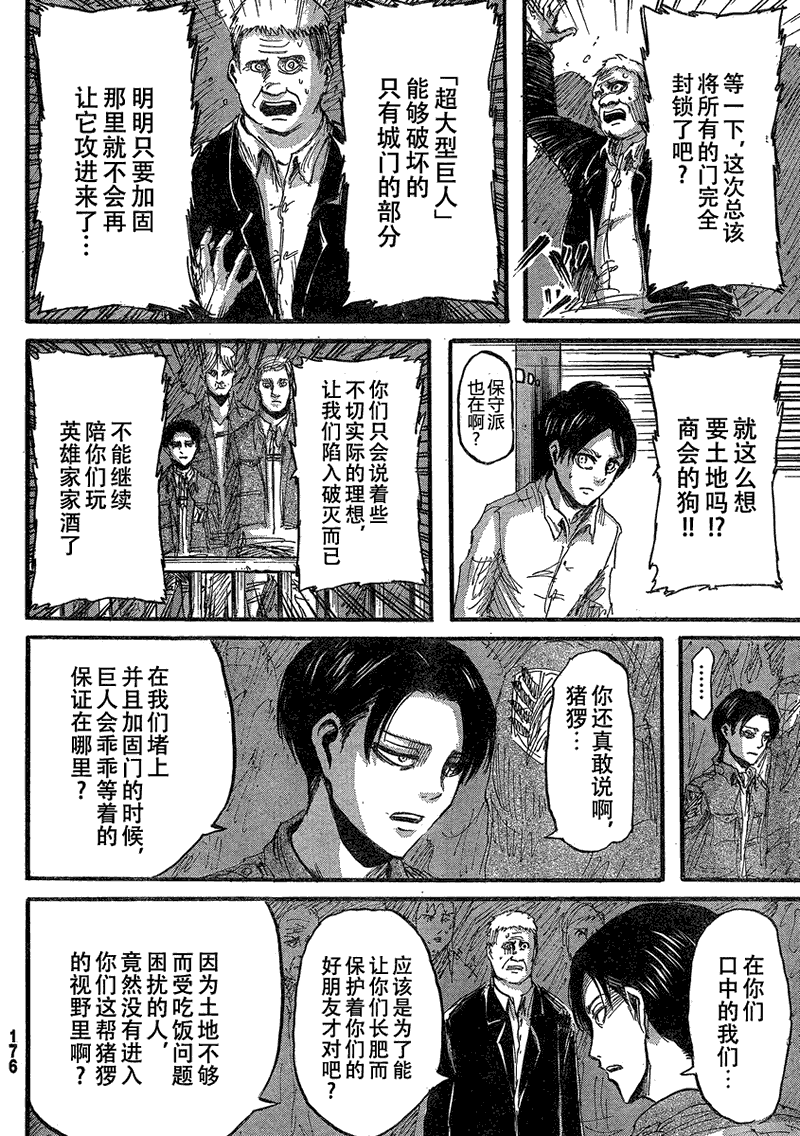 等一下,这次总该
将所有的门完全
封锁了吧?
「超大型巨人」
能够破坏的
只有城门的部分
明明只要加固
那里就不会再
让它攻进来了…
就这么想
要土地吗!?
商会的狗!!
保守派
也在啊?
你们只会说着些
不切实际的理想,
让我们陷入破灭而已
不能继续
陪你们玩
英雄家家酒了
……
你还真敢说啊,
猪猡…
在我们堵上
并且加固门的时候,
巨人会乖乖等着的
保证在哪里?
在你们
口中的我们…
应该是为了能
让你们长肥而
保护着你们的
好朋友才对吧?
因为土地不够
而受吃饭问题
困扰的人,
竟然没有进入
你们这帮猪猡
的视野里啊?
176